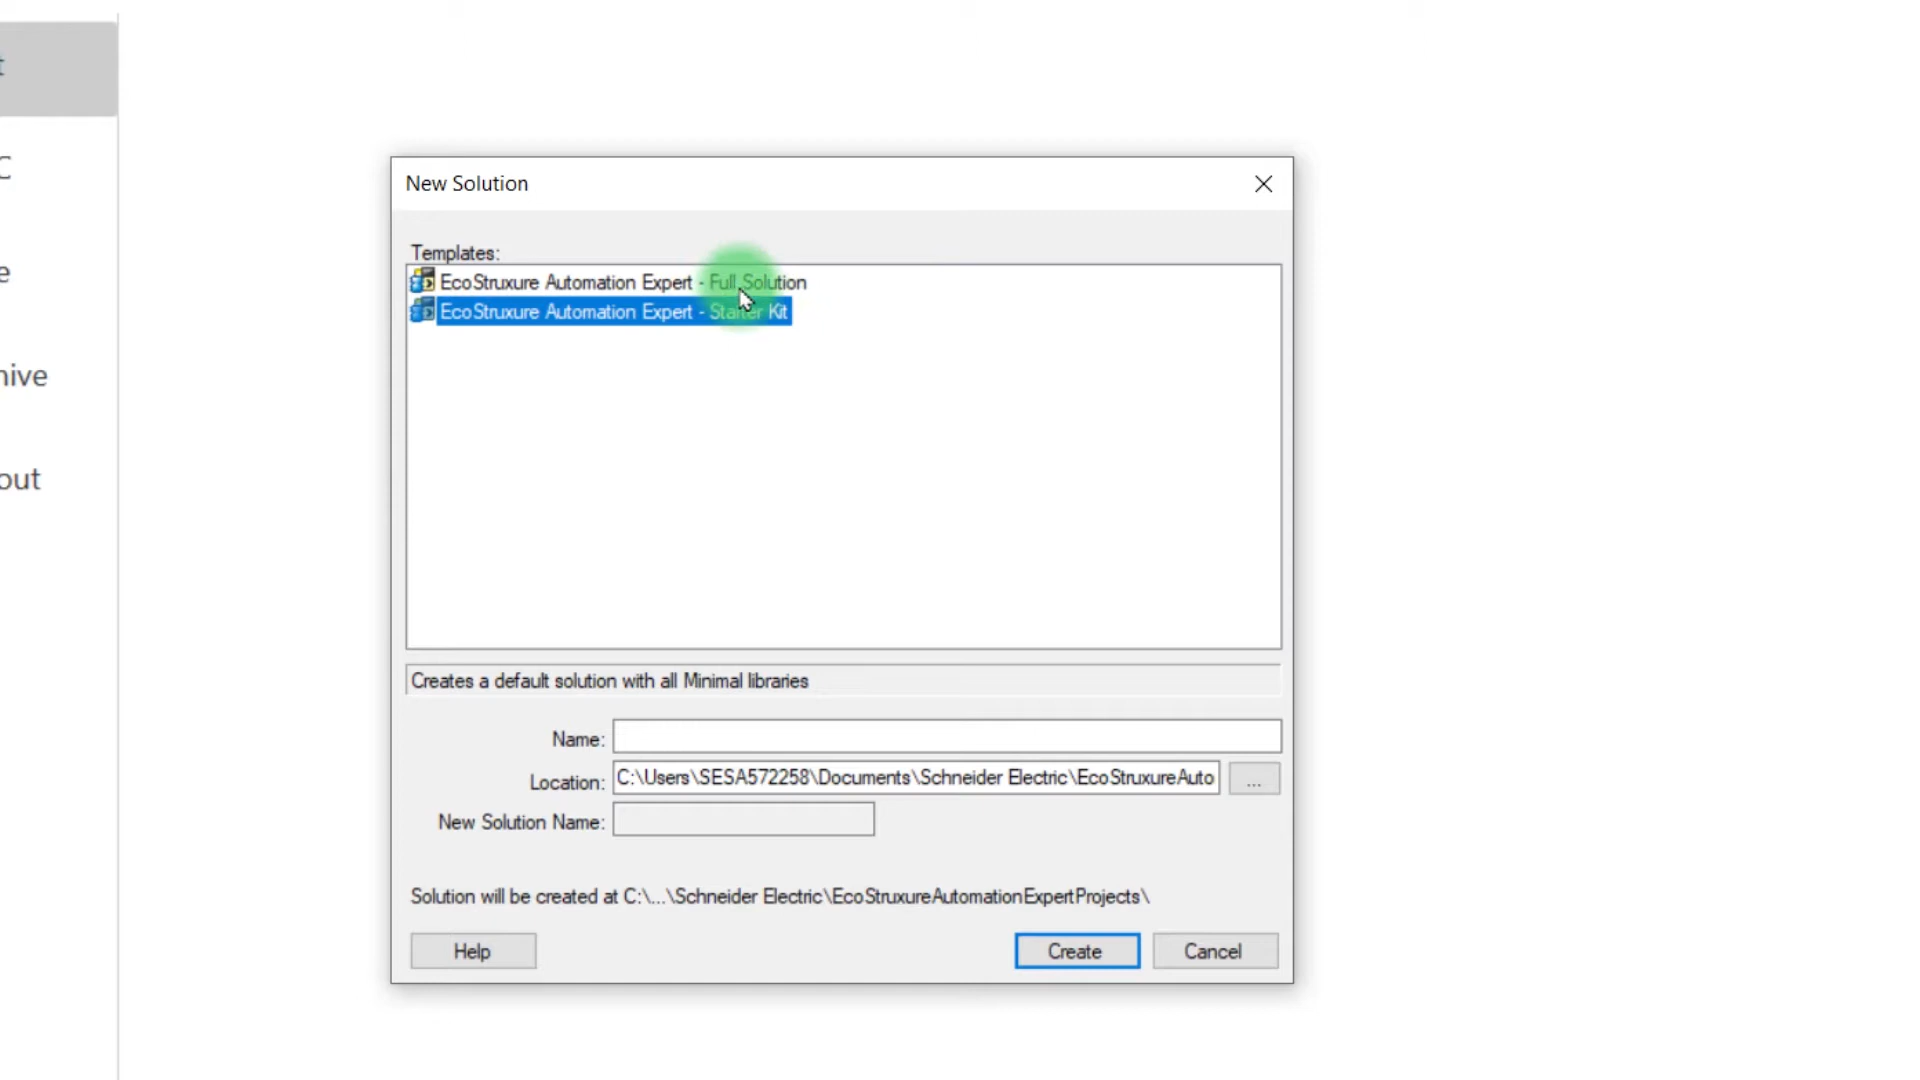 t
C
e
hive
out
New Solution
Templates:
EcoStruxure Automation Expert - Full Solution
EcoStruxure Automation Expert - Starter Kit
Creates a default solution with all Minimal libraries
Name:
Location: C:\Users\SESA572258\Documents\Schneider Electric\EcoStruxureAuto ...
New Solution Name:
Solution will be created at C:\...\Schneider Electric\EcoStruxureAutomationExpertProjects\
Help Create Cancel